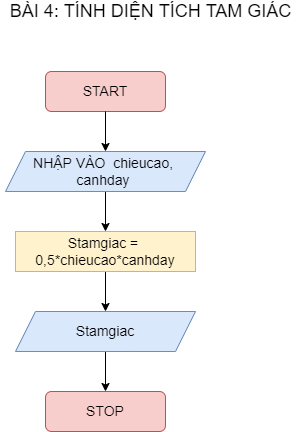 BÀI 4: TÍNH DIỆN TÍCH TAM GIÁC
START
NHẬP VÀO  chieucao,
canhday
Stamgiac =
0,5*chieucao*canhday
Stamgiac
STOP